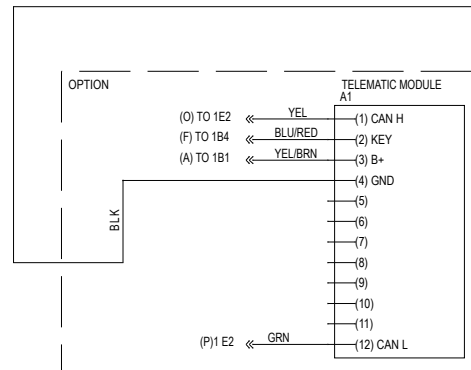 OPTION
TELEMATIC MODULE
A1
(O) TO 1E2 YEL (1) CAN H
(F) TO 1B4 BLU/RED (2) KEY
(A) TO 1B1 YEL/BRN (3) B+
(4) GND
BLK
(5)
(6)
(7)
(8)
(9)
(10)
(11)
(P)1 E2 GRN (12) CAN L